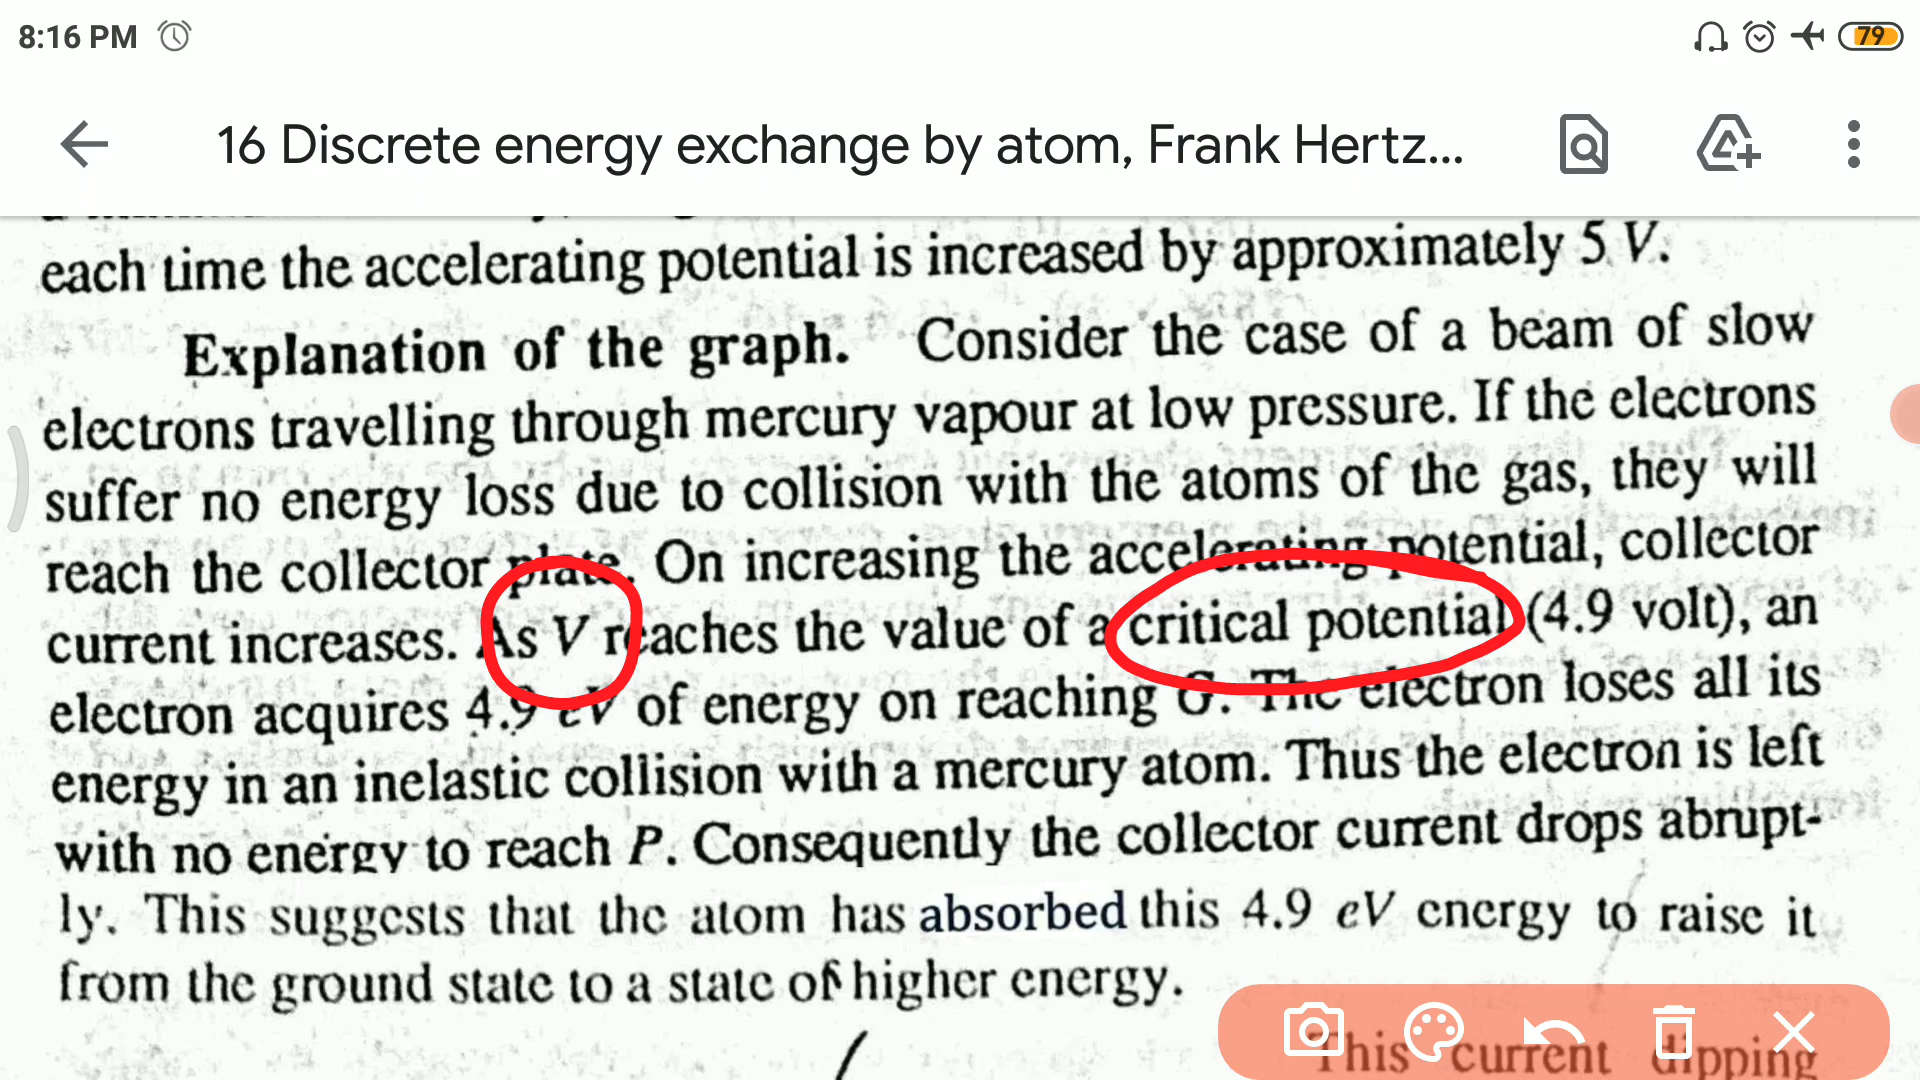 8:16 PM
79
16 Discrete energy exchange by atom, Frank Hertz...
each time the accelerating potential is increased by approximately 5 V.
Explanation of the graph. Consider the case of a beam of slow
electrons travelling through mercury vapour at low pressure. If the electrons
suffer no energy loss due to collision with the atoms of the gas, they will
reach the collector plate. On increasing the accelerating potential, collector
current increases. As V reaches the value of a critical potential (4.9 volt), an
electron acquires 4.9 eV of energy on reaching G. The electron loses all its
energy in an inelastic collision with a mercury atom. Thus the electron is left
with no energy to reach P. Consequently the collector current drops abrupt-
ly. This suggests that the atom has absorbed this 4.9 eV energy to raise it
from the ground state to a state of higher energy.
This current dipping